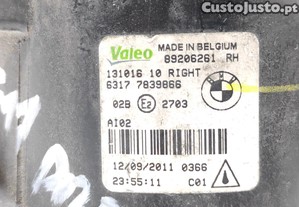 CustoJusto.pt
Valeo
MADE IN BELGIUM
89206261 RH
131016 10 RIGHT
6317 7839866
02B E2 2703
AI02
12/09/2011 0366
23:55:11 C01